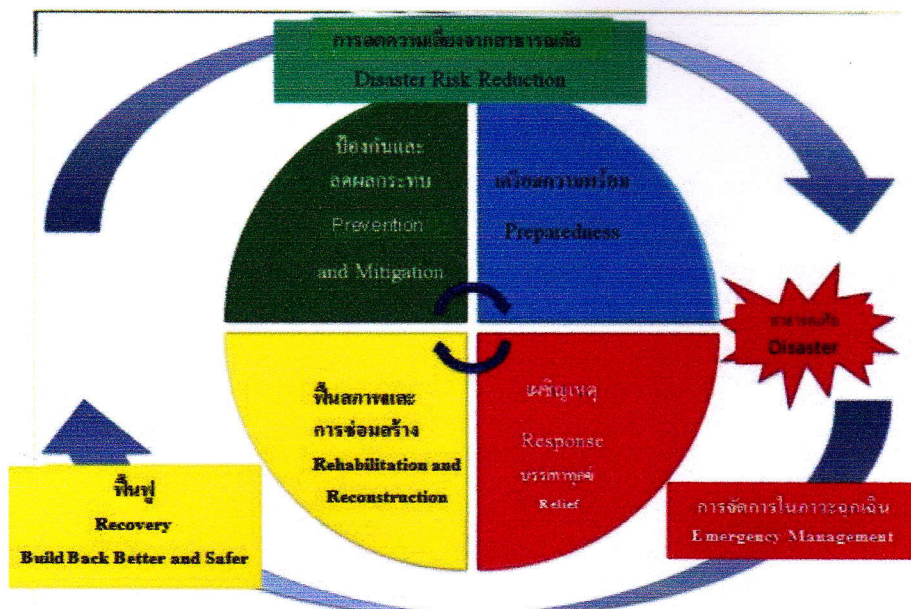 การลดความเสี่ยงจากสาธารณภัย
Disaster Risk Reduction
ป้องกันและ
ลดผลกระทบ
Prevention
and Mitigation
เตรียมความพร้อม
Preparedness
สาธารณภัย
Disaster
ฟื้นสภาพและ
การซ่อมสร้าง
Rehabilitation and
Reconstruction
เผชิญเหตุ
Response
บรรเทาทุกข์
Relief
ฟื้นฟู
Recovery
Build Back Better and Safer
การจัดการในภาวะฉุกเฉิน
Emergency Management